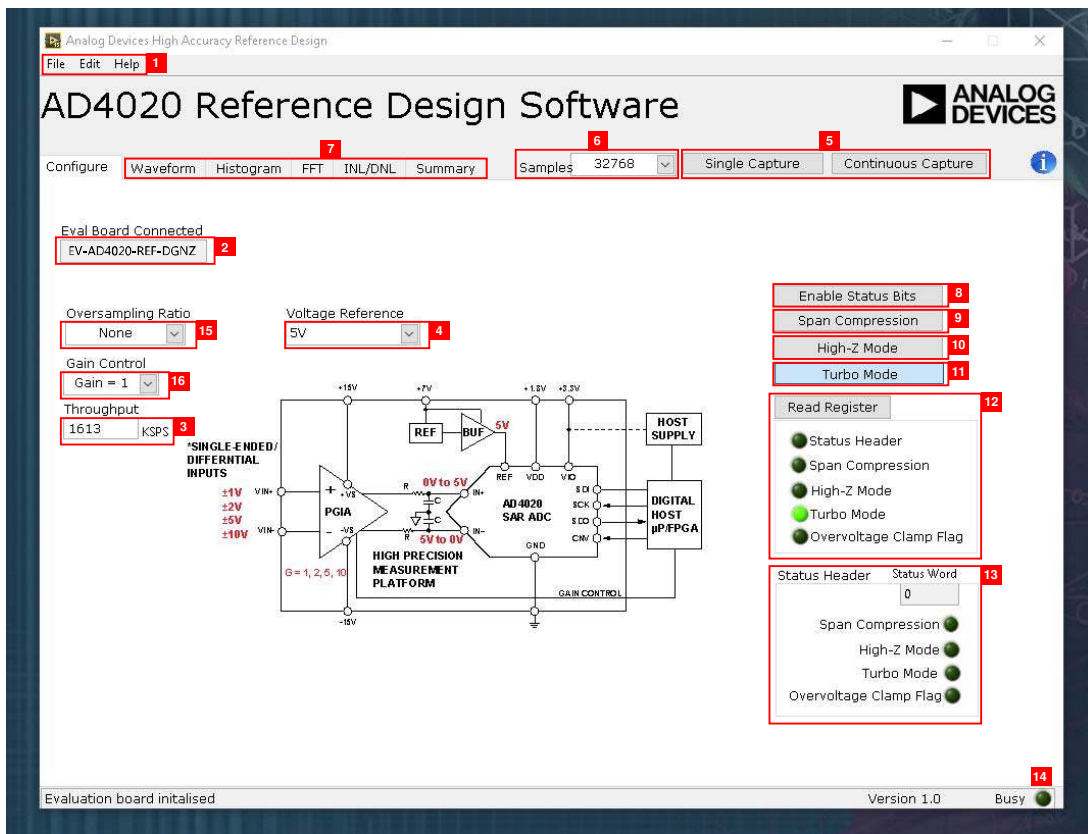 Analog Devices High Accuracy Reference Design
File Edit Help 1
AD4020 Reference Design Software
ANALOG
DEVICES
Configure
7
Waveform Histogram FFT INL/DNL Summary
6
Samples 32768
5
Single Capture Continuous Capture
i
Eval Board Connected
EV-AD4020-REF-DGNZ 2
Oversampling Ratio
None 15
Voltage Reference
5V 4
Gain Control
Gain = 1 16
Throughput
1613 KSPS 3
Enable Status Bits 8
Span Compression 9
High-Z Mode 10
Turbo Mode 11
Read Register 12
Status Header
Span Compression
High-Z Mode
Turbo Mode
Overvoltage Clamp Flag
Status Header Status Word 13
0
Span Compression
High-Z Mode
Turbo Mode
Overvoltage Clamp Flag
+15V +7V +1.8V +3.3V
REF BUF 5V
HOST
SUPPLY
*SINGLE-ENDED/
DIFFERNTIAL
INPUTS
±1V
±2V
±5V
±10V
VIN+
VIN-
+ +VS
PGIA
- -VS
G = 1, 2, 5, 10
R 0V to 5V
C
C
R 5V to 0V
HIGH PRECISION
MEASUREMENT
PLATFORM
REF VDD VIO
IN+
IN-
AD4020
SAR ADC
GND
SDI
SCK
SDO
CNV
DIGITAL
HOST
µP/FPGA
GAIN CONTROL
-15V
14
Evaluation board initalised Version 1.0 Busy